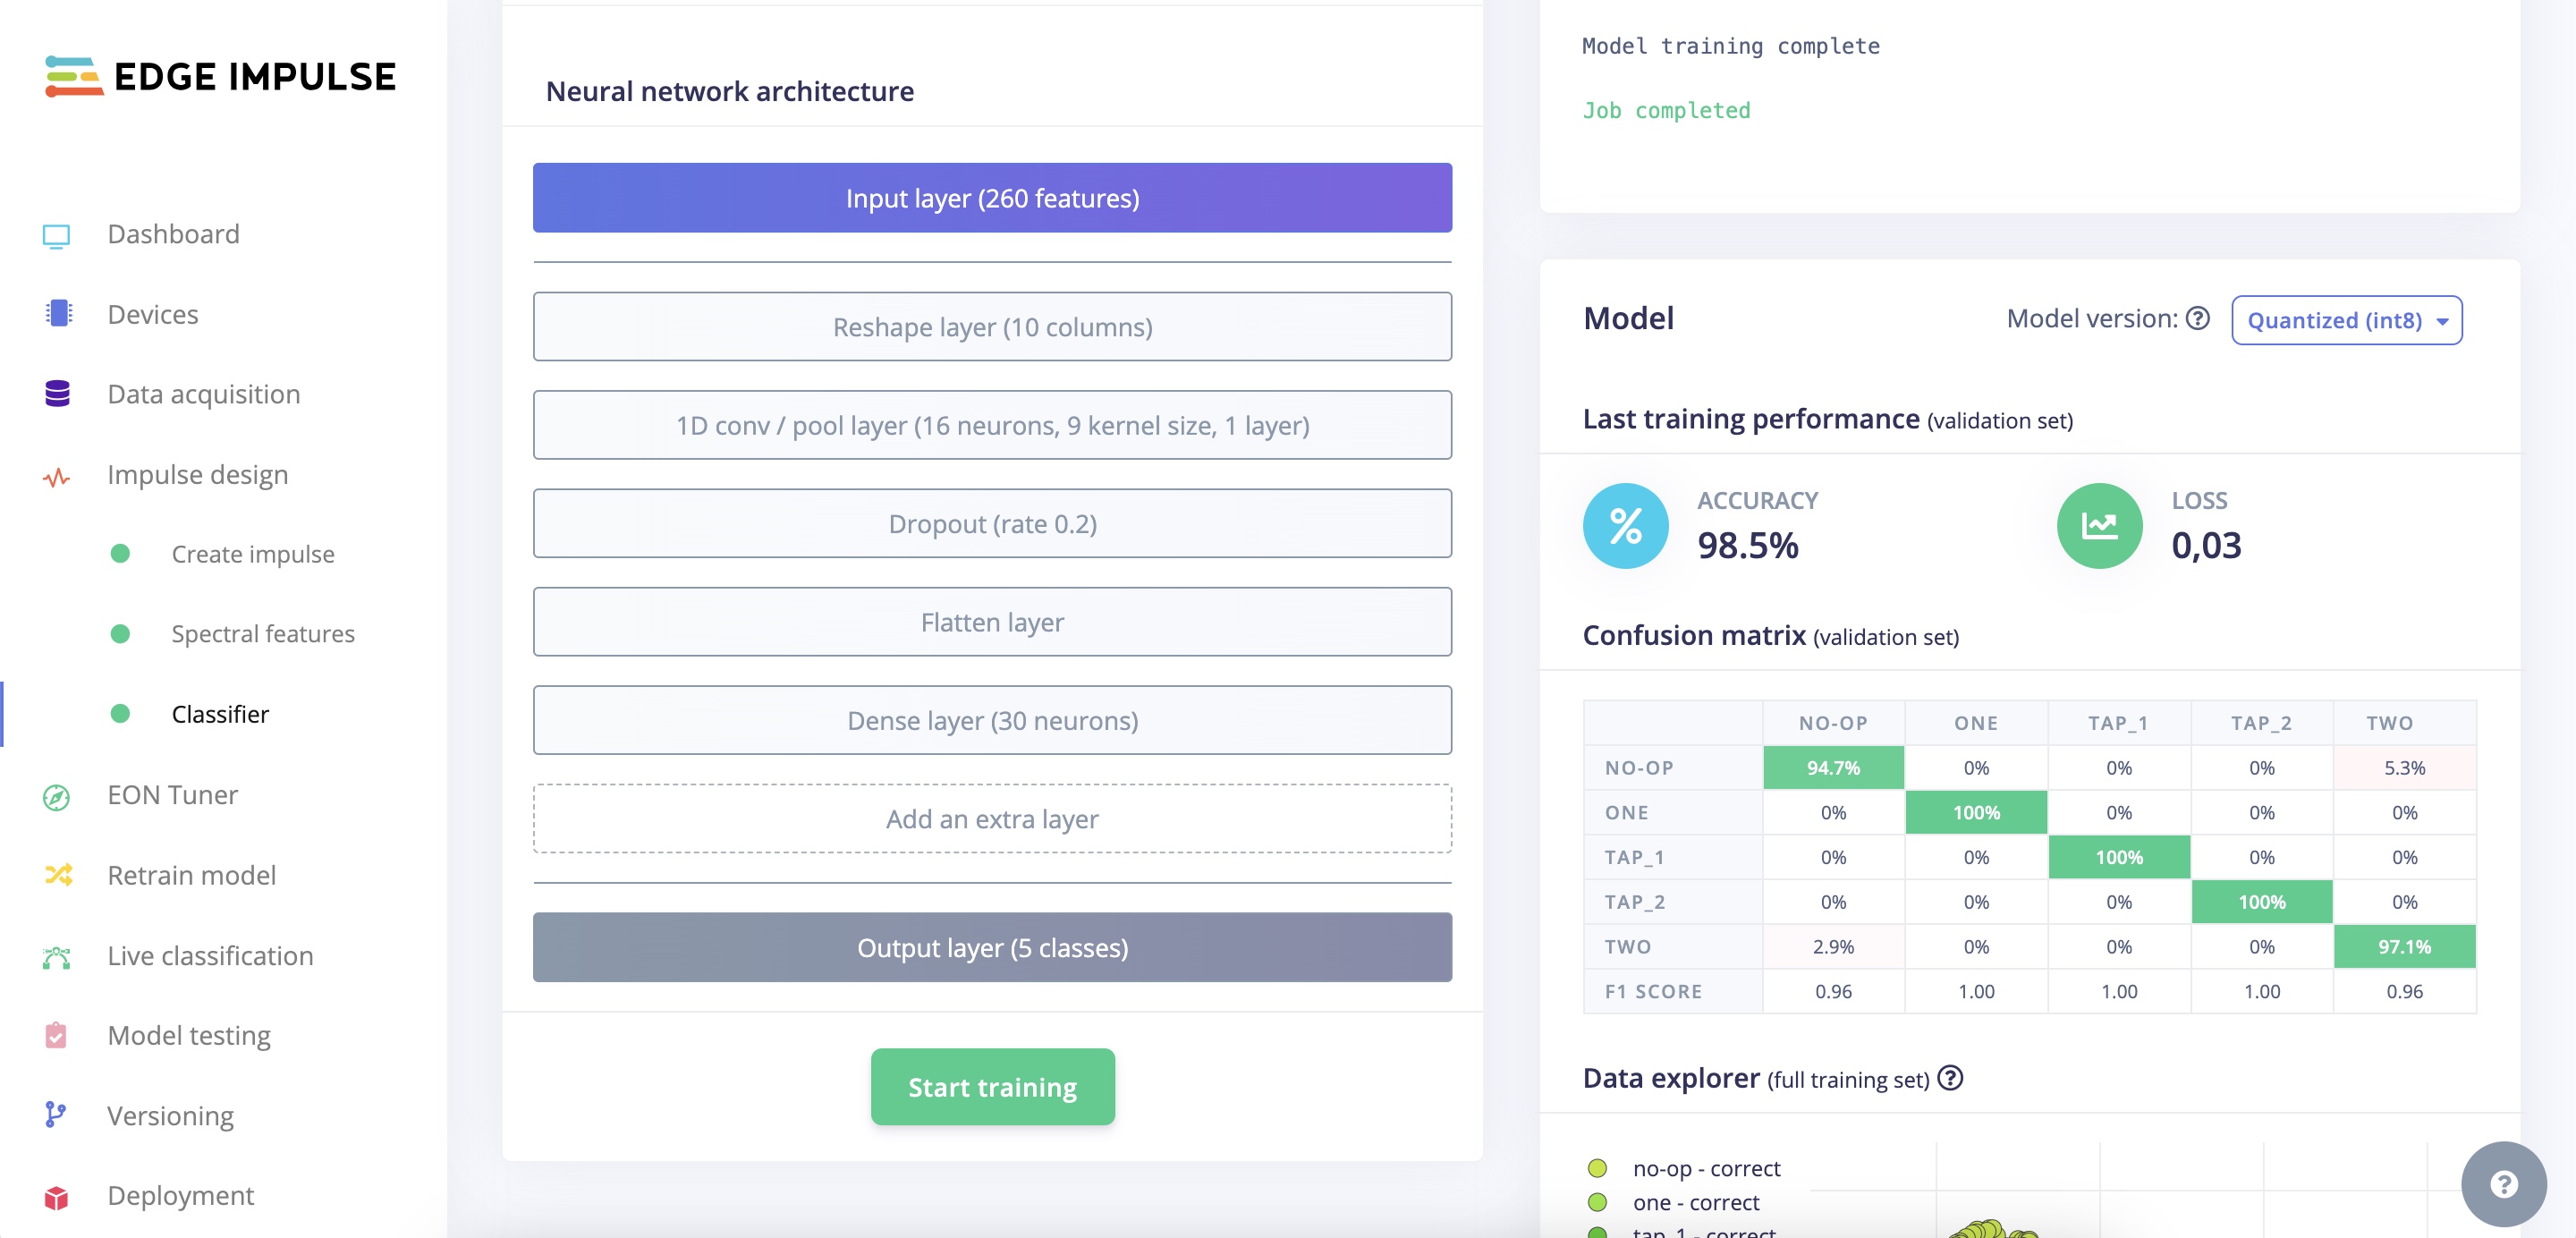 EDGE IMPULSE
Dashboard
Devices
Data acquisition
Impulse design
Create impulse
Spectral features
Classifier
EON Tuner
Retrain model
Live classification
Model testing
Versioning
Deployment
Neural network architecture
Input layer (260 features)
Reshape layer (10 columns)
1D conv / pool layer (16 neurons, 9 kernel size, 1 layer)
Dropout (rate 0.2)
Flatten layer
Dense layer (30 neurons)
Add an extra layer
Output layer (5 classes)
Start training
Model training complete
Job completed
Model
Model version: ? Quantized (int8)
Last training performance (validation set)
% ACCURACY
98.5%
LOSS
0,03
Confusion matrix (validation set)
NO-OP ONE TAP_1 TAP_2 TWO
NO-OP 94.7% 0% 0% 0% 5.3%
ONE 0% 100% 0% 0% 0%
TAP_1 0% 0% 100% 0% 0%
TAP_2 0% 0% 0% 100% 0%
TWO 2.9% 0% 0% 0% 97.1%
F1 SCORE 0.96 1.00 1.00 1.00 0.96
Data explorer (full training set) ?
no-op - correct
one - correct
tap_1 - correct
?